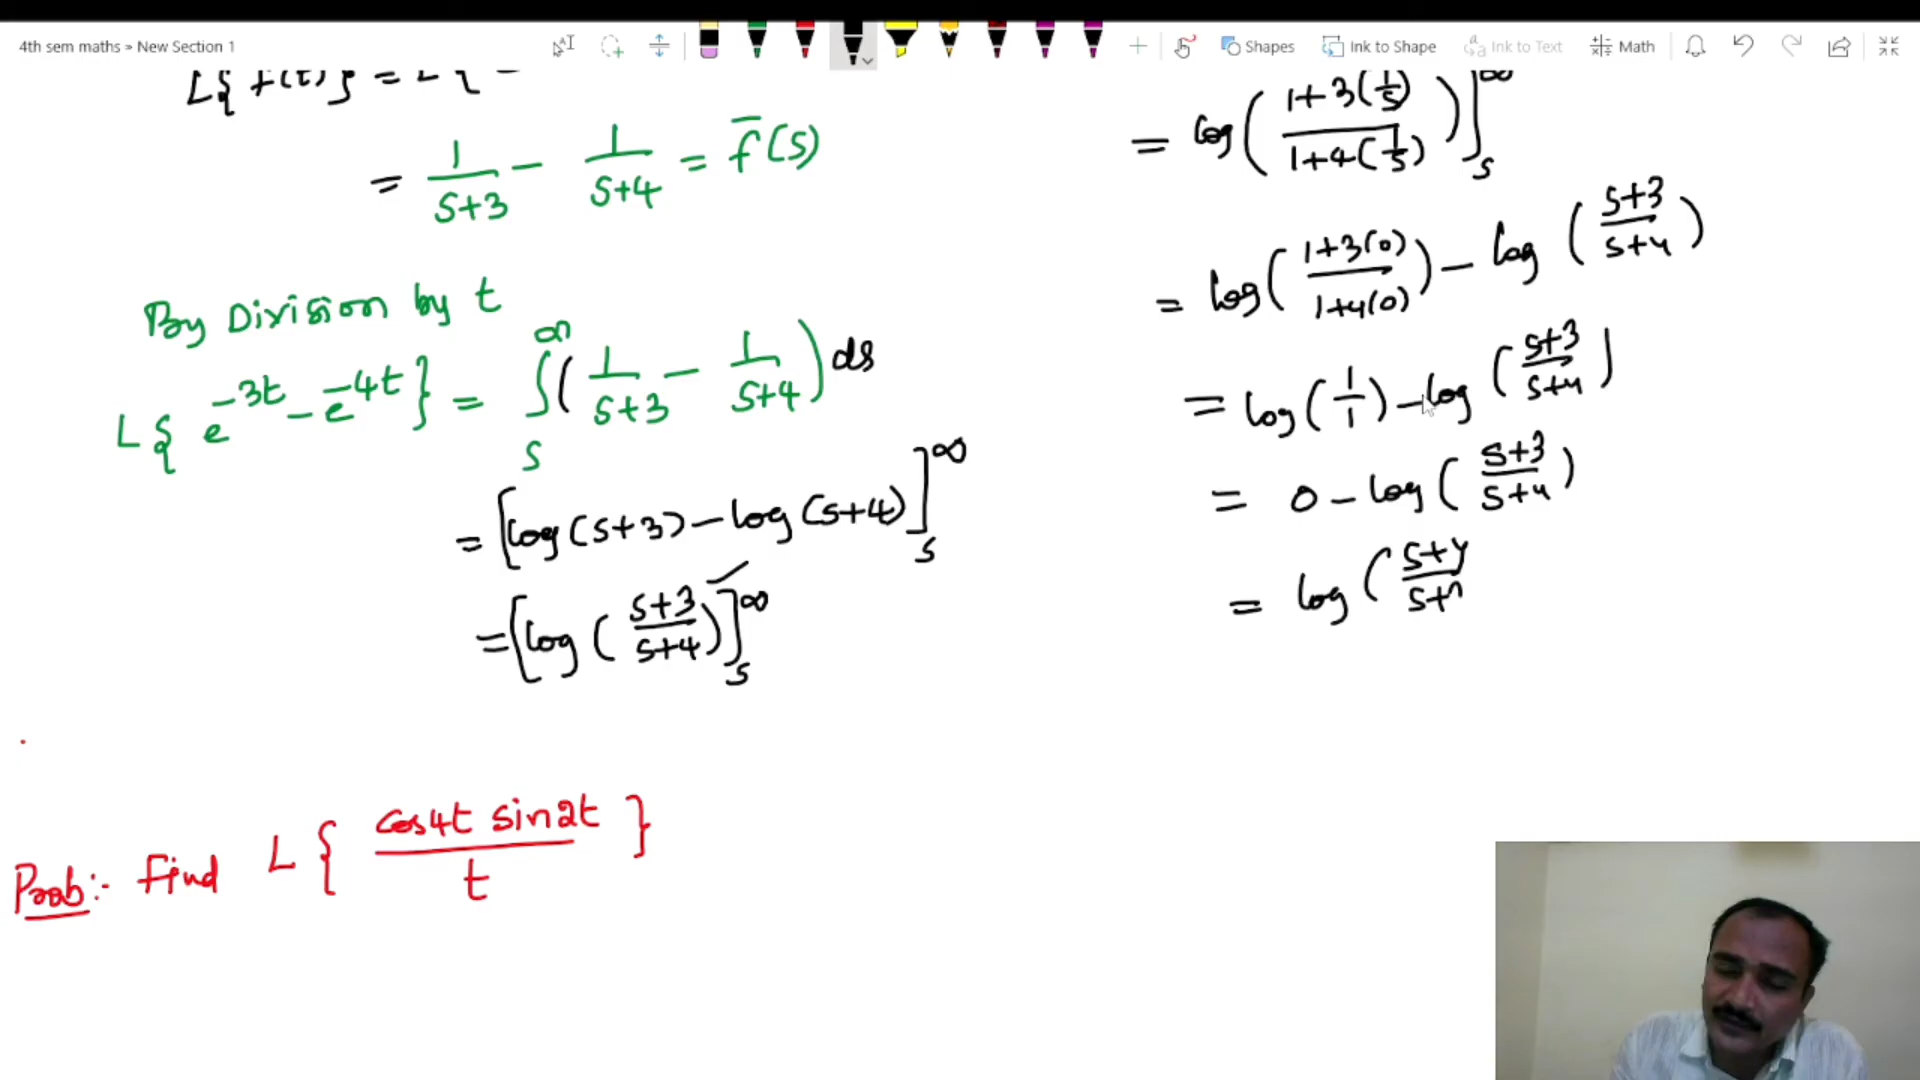 4th sem maths » New Section 1
Shapes Ink to Shape Ink to Text Math
L{f(t)} = L{
= 1/(s+3) - 1/(s+4) = f̅(s)
By Division by t
L{e^-3t - e^-4t} = ∫_s^∞ (1/(s+3) - 1/(s+4)) ds
= [log(s+3) - log(s+4)]_s^∞
= [log((s+3)/(s+4))]_s^∞
= log((1+3(1/s))/(1+4(1/s)))]_s^∞
= log((1+3(0))/(1+4(0))) - log((s+3)/(s+4))
= log(1/1) - log((s+3)/(s+4))
= 0 - log((s+3)/(s+4))
= log((s+4)/(s+
Prob:- Find L{(cos4t sin2t)/t}